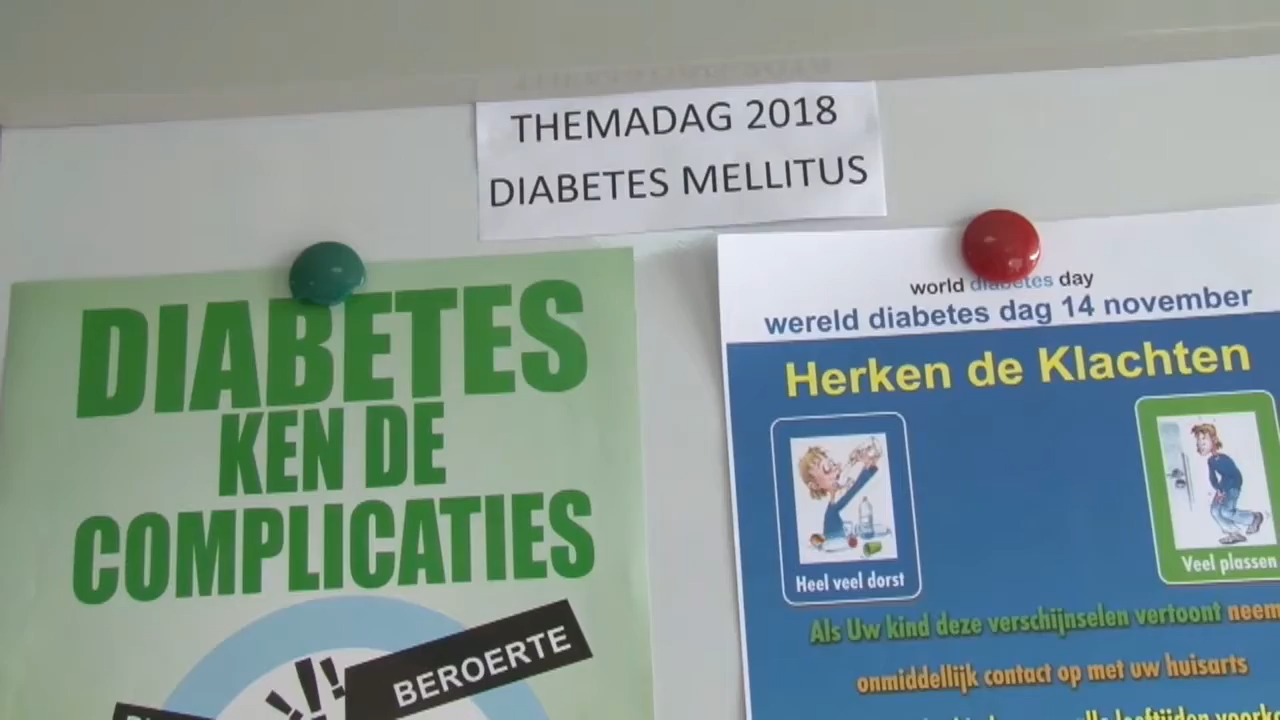 THEMADAG 2018
DIABETES MELLITUS
DIABETES
KEN DE
COMPLICATIES
BEROERTE
world diabetes day
wereld diabetes dag 14 november
Herken de Klachten
Heel veel dorst
Veel plassen
Als Uw kind deze verschijnselen vertoont neem
onmiddellijk contact op met uw huisarts
alle leeftijden